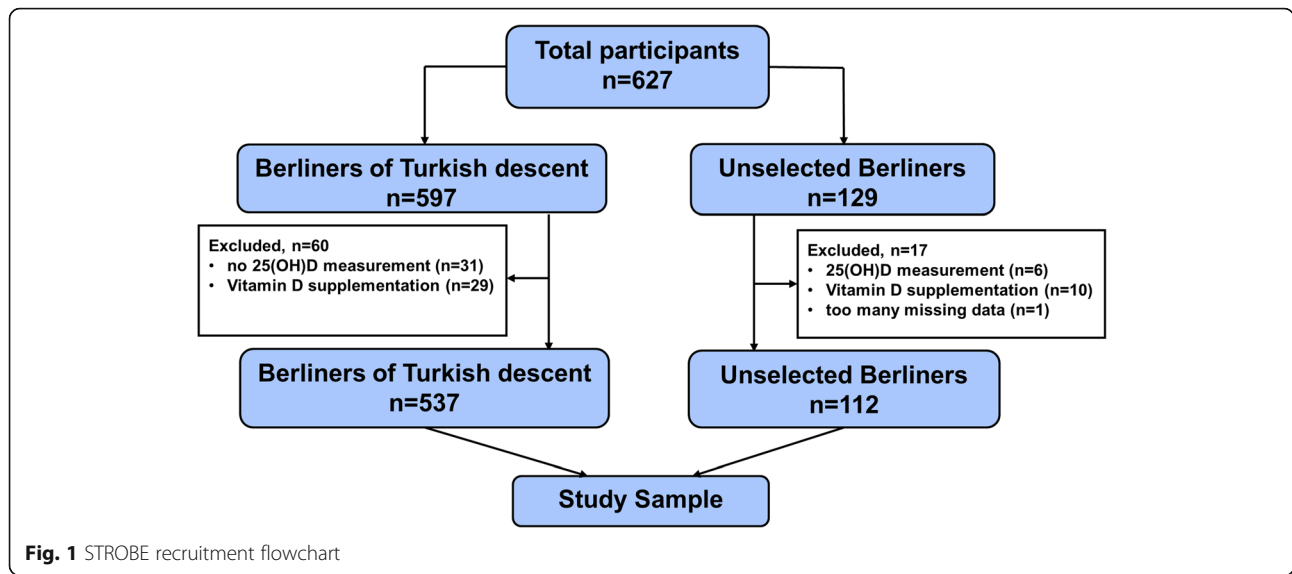 Total participants
n=627
Berliners of Turkish descent
n=597
Unselected Berliners
n=129
Excluded, n=60
• no 25(OH)D measurement (n=31)
• Vitamin D supplementation (n=29)
Excluded, n=17
• 25(OH)D measurement (n=6)
• Vitamin D supplementation (n=10)
• too many missing data (n=1)
Berliners of Turkish descent
n=537
Unselected Berliners
n=112
Study Sample
Fig. 1 STROBE recruitment flowchart